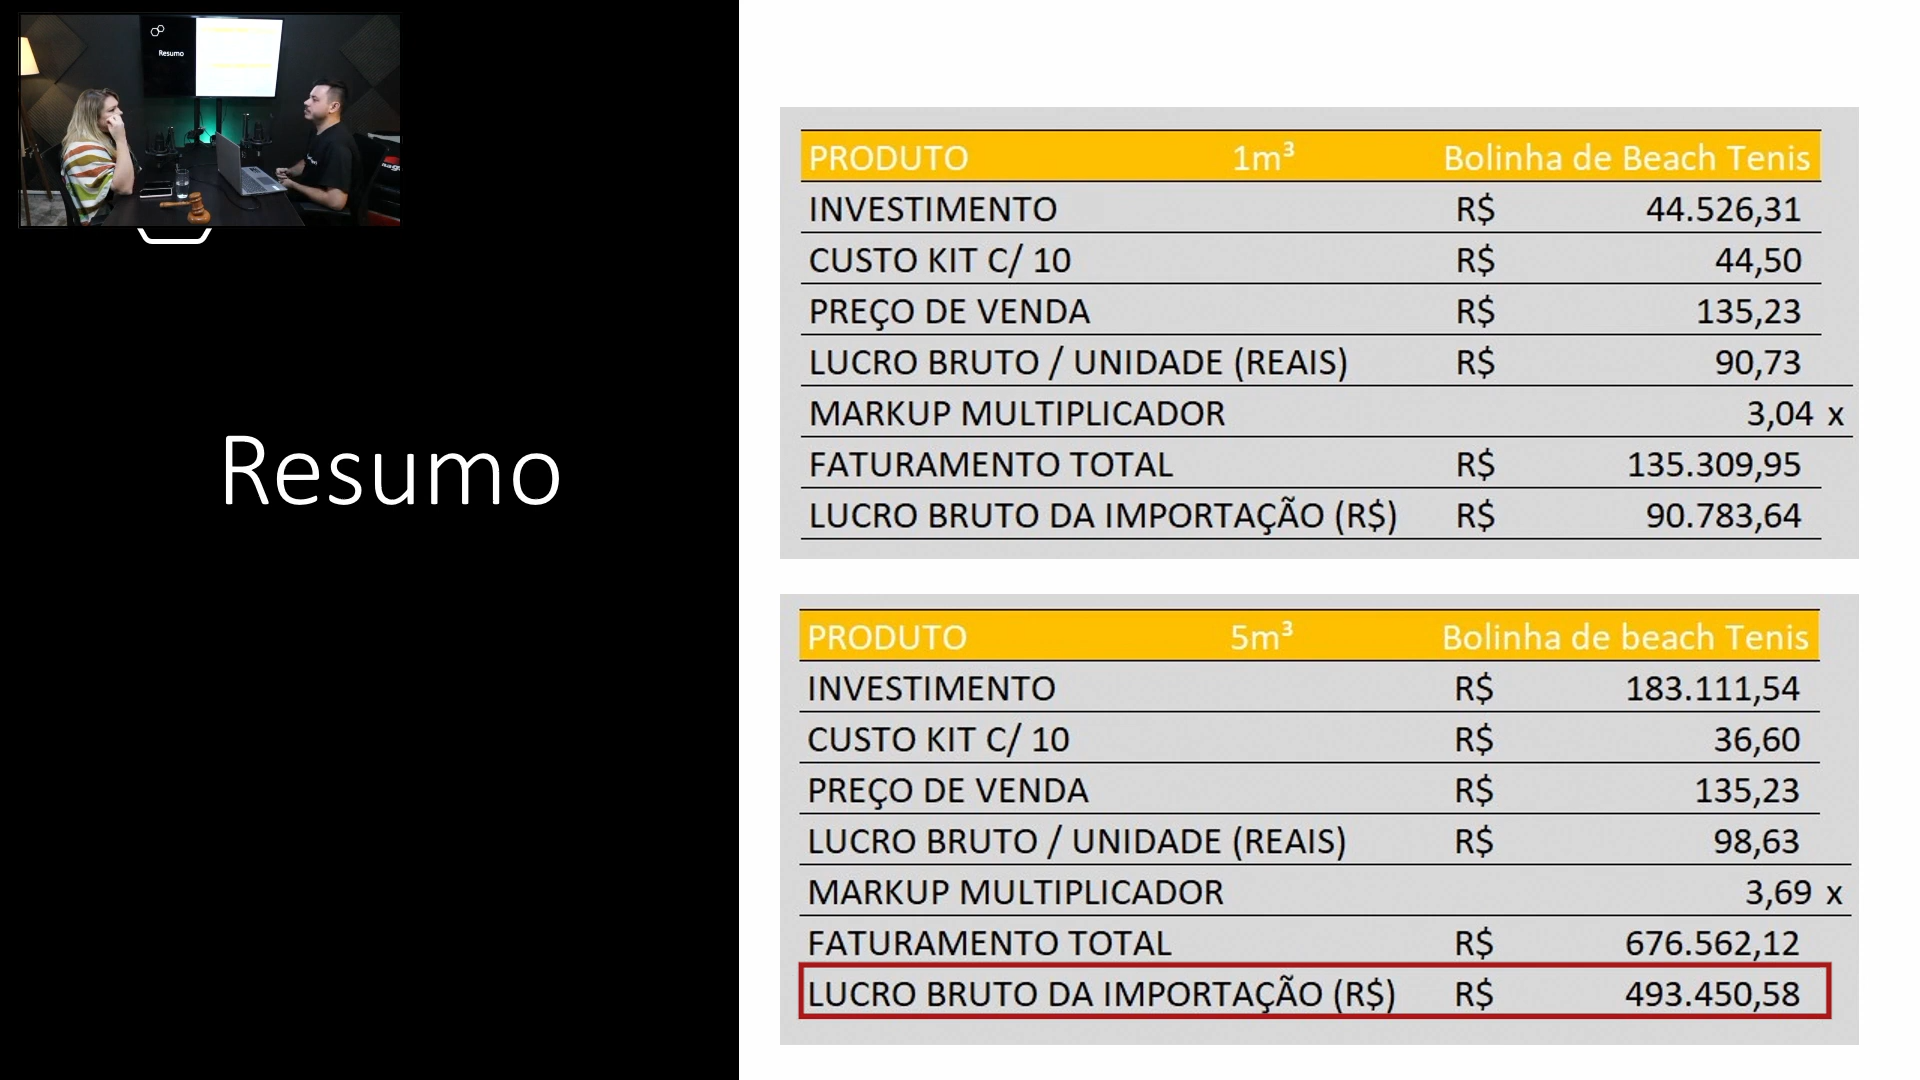 Resumo
Resumo
PRODUTO 1m³ Bolinha de Beach Tenis
INVESTIMENTO R$ 44.526,31
CUSTO KIT C/ 10 R$ 44,50
PREÇO DE VENDA R$ 135,23
LUCRO BRUTO / UNIDADE (REAIS) R$ 90,73
MARKUP MULTIPLICADOR 3,04 x
FATURAMENTO TOTAL R$ 135.309,95
LUCRO BRUTO DA IMPORTAÇÃO (R$) R$ 90.783,64
PRODUTO 5m³ Bolinha de beach Tenis
INVESTIMENTO R$ 183.111,54
CUSTO KIT C/ 10 R$ 36,60
PREÇO DE VENDA R$ 135,23
LUCRO BRUTO / UNIDADE (REAIS) R$ 98,63
MARKUP MULTIPLICADOR 3,69 x
FATURAMENTO TOTAL R$ 676.562,12
LUCRO BRUTO DA IMPORTAÇÃO (R$) R$ 493.450,58